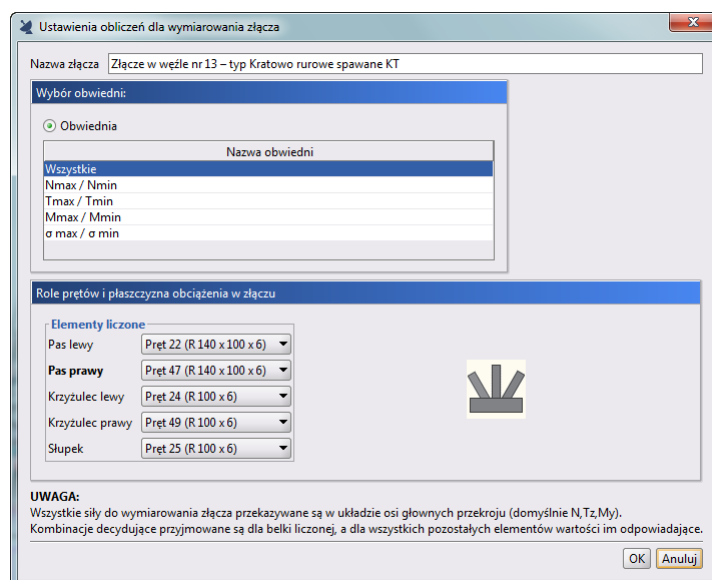 Ustawienia obliczeń dla wymiarowania złącza
Nazwa złącza Złącze w węźle nr 13 – typ Kratowo rurowe spawane KT
Wybór obwiedni:
Obwiednia
Nazwa obwiedni
Wszystkie
Nmax / Nmin
Tmax / Tmin
Mmax / Mmin
σ max / σ min
Role prętów i płaszczyzna obciążenia w złączu
Elementy liczone
Pas lewy Pręt 22 (R 140 x 100 x 6)
Pas prawy Pręt 47 (R 140 x 100 x 6)
Krzyżulec lewy Pręt 24 (R 100 x 6)
Krzyżulec prawy Pręt 49 (R 100 x 6)
Słupek Pręt 25 (R 100 x 6)
UWAGA:
Wszystkie siły do wymiarowania złącza przekazywane są w układzie osi głownych przekroju (domyślnie N,Tz,My).
Kombinacje decydujące przyjmowane są dla belki liczonej, a dla wszystkich pozostałych elementów wartości im odpowiadające.
OK Anuluj